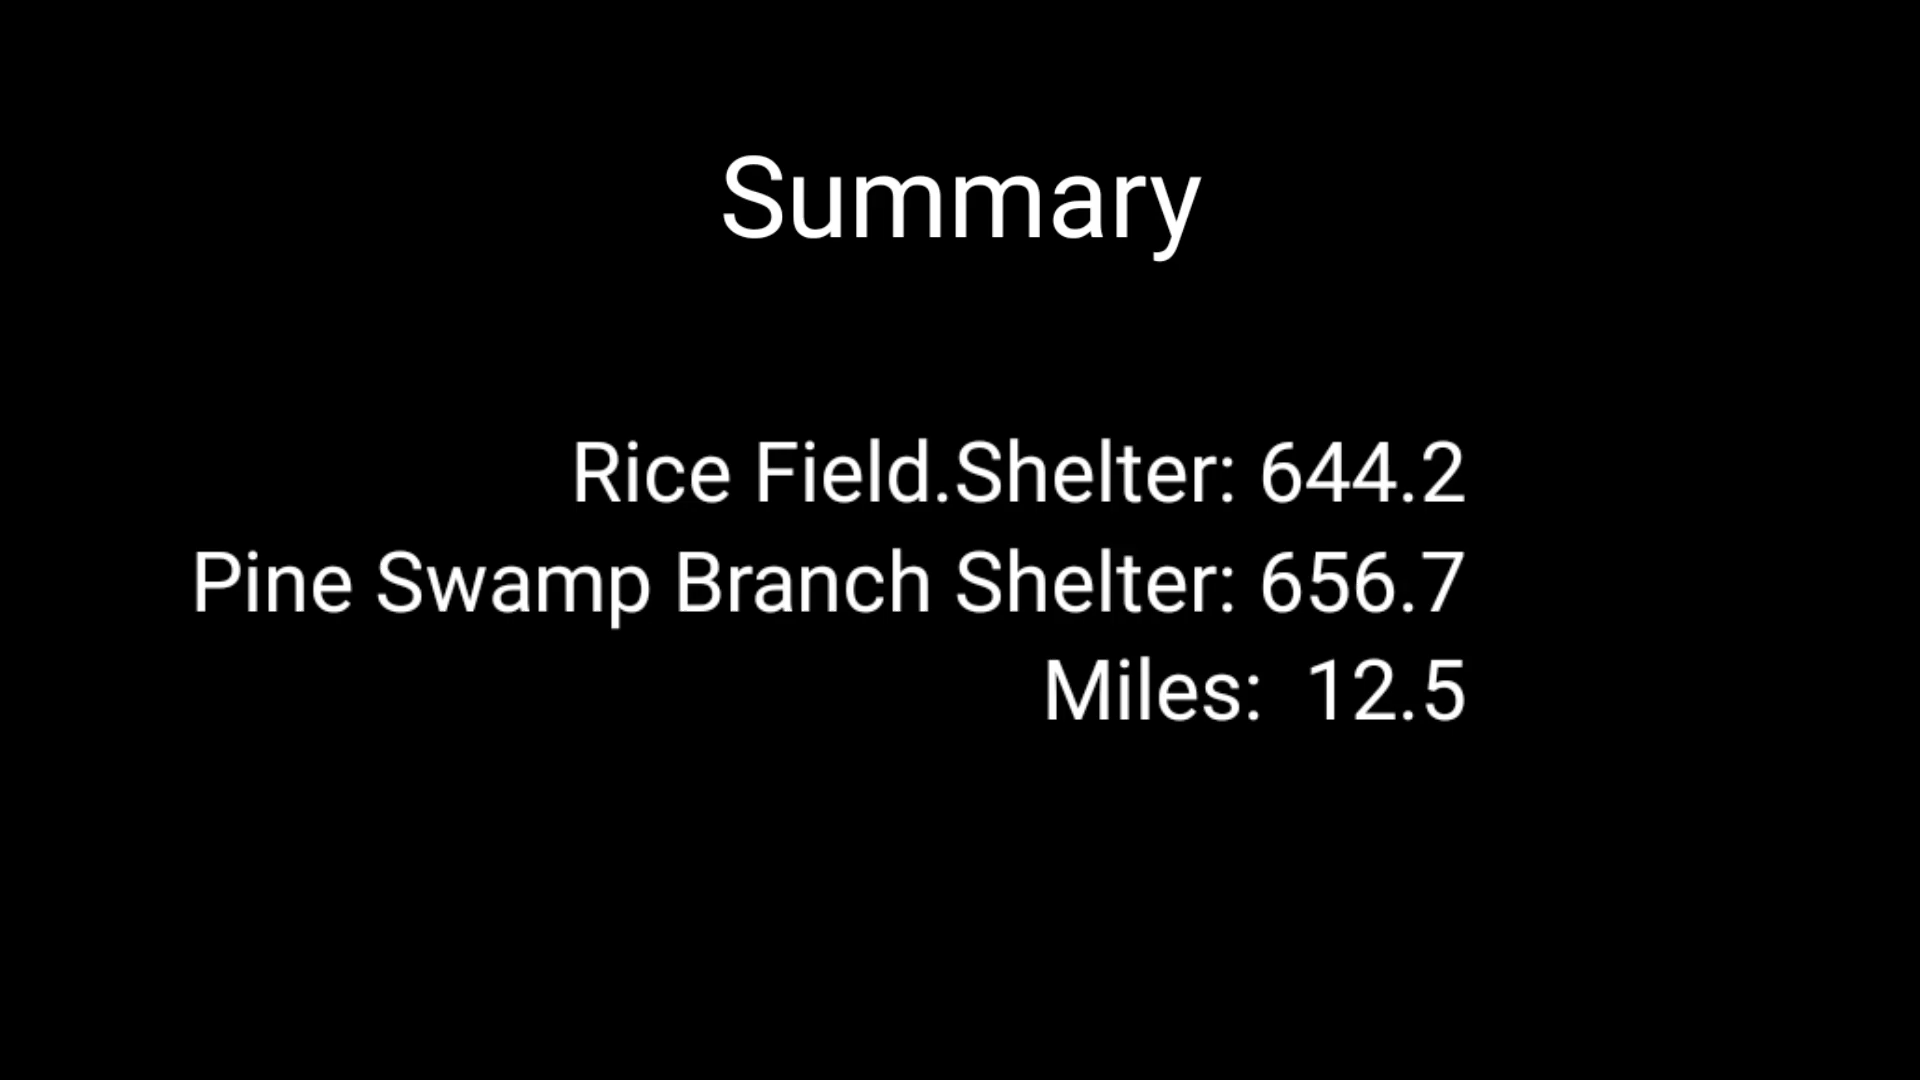 Summary
Rice Field.Shelter: 644.2
Pine Swamp Branch Shelter: 656.7
Miles:  12.5